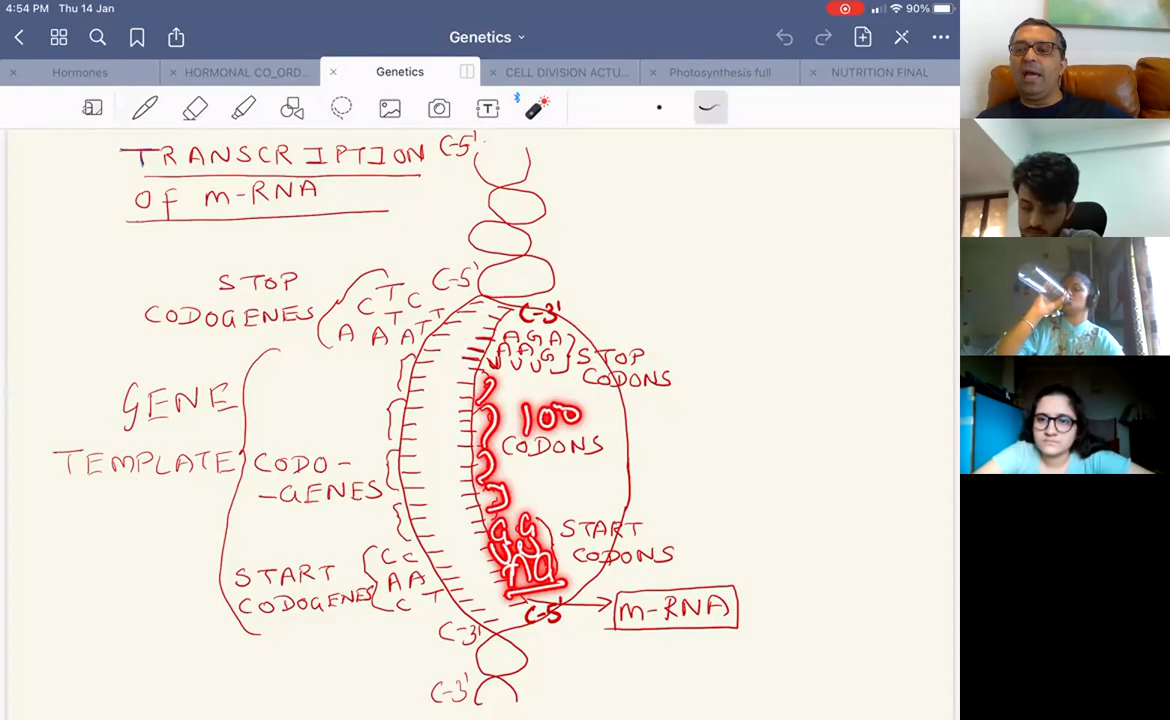 4:54 PM Thu 14 Jan
90%
Genetics
Hormones
HORMONAL CO_ORD...
Genetics
CELL DIVISION ACTU...
Photosynthesis full
NUTRITION FINAL
TRANSCRIPTION
OF m-RNA
C-5'
STOP
CODOGENES
C T C
T
A A A T T
C-5'
C-3'
A G A
A A G
U U U
STOP
CODONS
GENE
TEMPLATE
CODO-
-GENES
100
CODONS
START
CODOGENES
C C
A A
C T
G G
U U
A
START
CODONS
C-5'
m-RNA
C-3'
C-3'